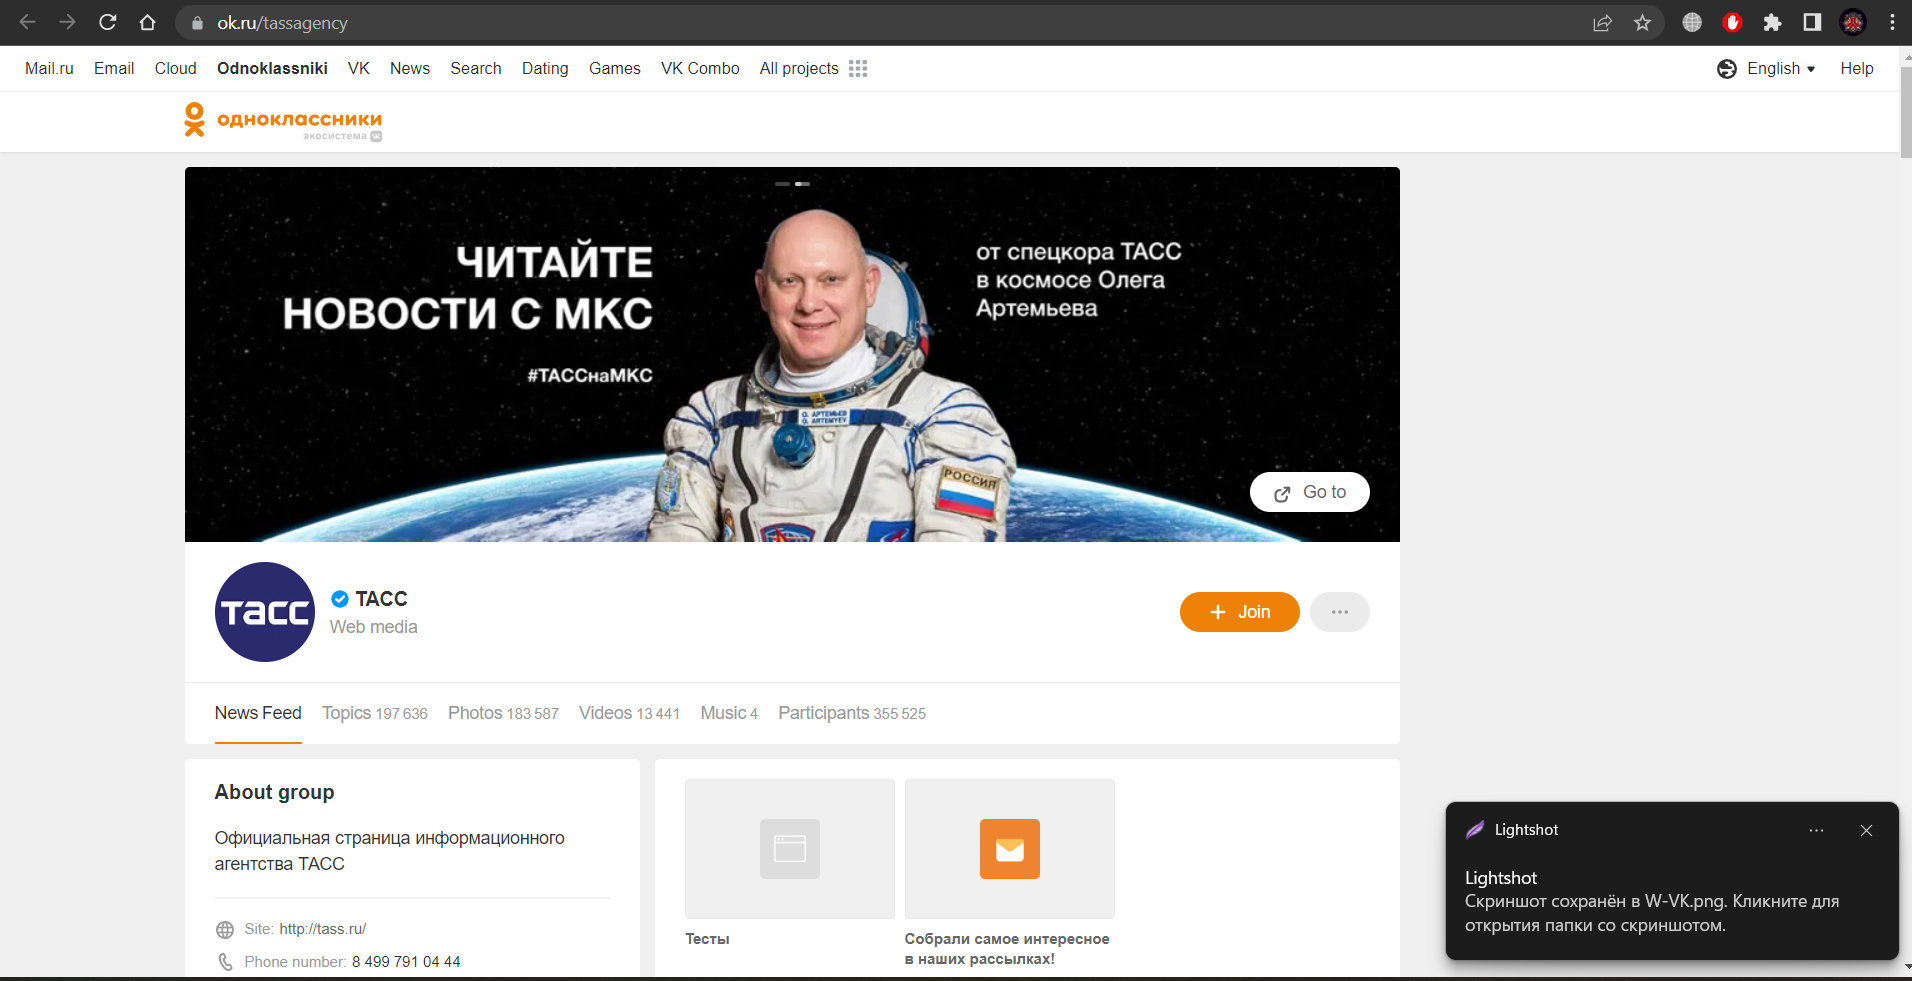 ok.ru/tassagency
Mail.ru Email Cloud Odnoklassniki VK News Search Dating Games VK Combo All projects English Help
одноклассники
экосистема
ЧИТАЙТЕ
НОВОСТИ С МКС
#ТАССнаМКС
от спецкора ТАСС
в космосе Олега
Артемьева
О. АРТЕМЬЕВ
O. ARTEMYEV
РОССИЯ
Go to
ТАСС
ТАСС
Web media
Join
News Feed Topics 197 636 Photos 183 587 Videos 13 441 Music 4 Participants 355 525
About group
Официальная страница информационного
агентства ТАСС
Site: http://tass.ru/
Phone number: 8 499 791 04 44
Тесты
Собрали самое интересное
в наших рассылках!
Lightshot
Lightshot
Скриншот сохранён в W-VK.png. Кликните для
открытия папки со скриншотом.